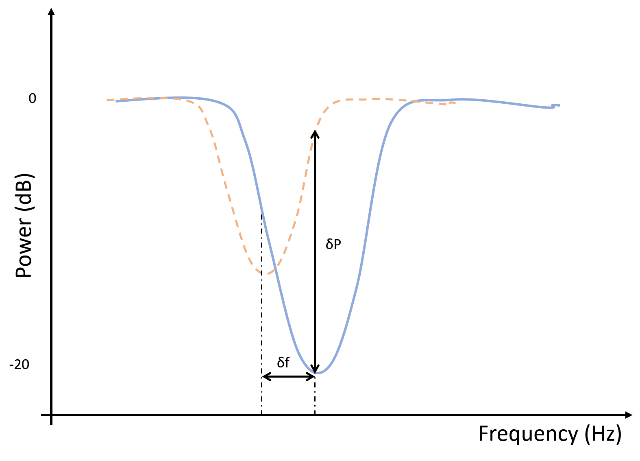 0
Power (dB)
δP
-20
δf
Frequency (Hz)